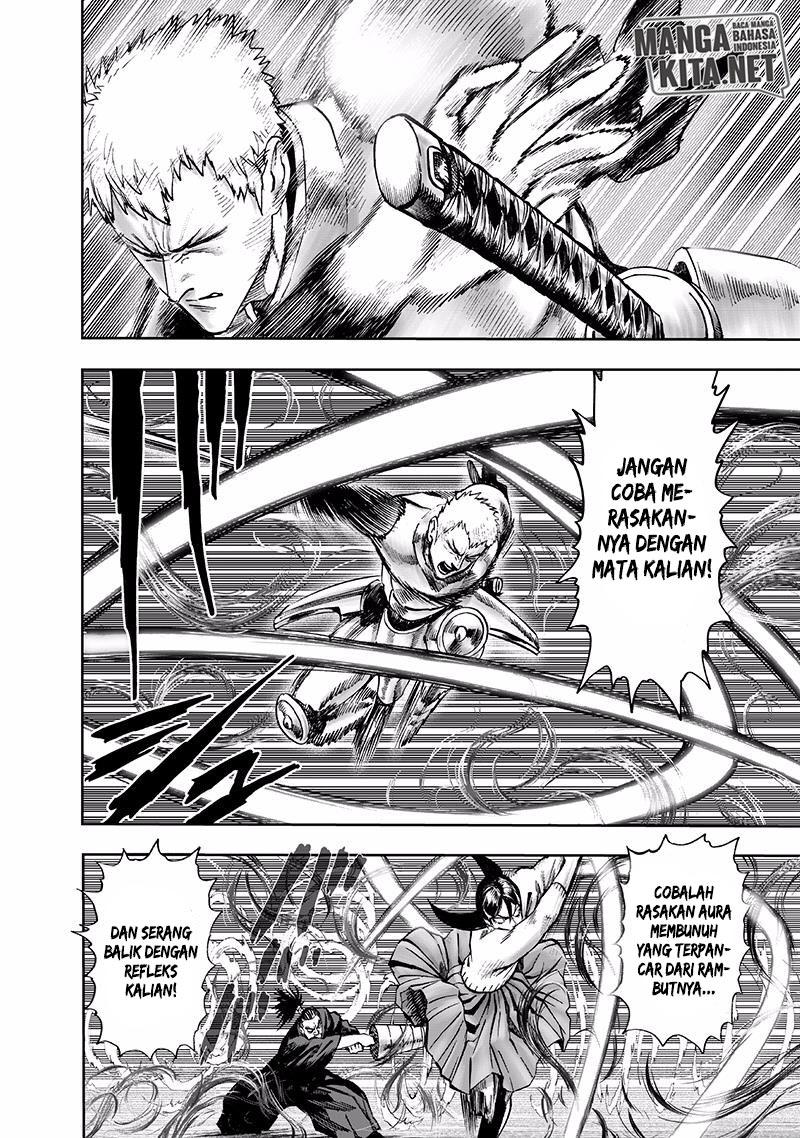 MANGA
KITA.NET
BACA MANGA
BAHASA
INDONESIA
JANGAN
COBA ME-
RASAKAN-
NYA DENGAN
MATA KALIAN!
COBALAH
RASAKAN AURA
MEMBUNUH
YANG TERPAN-
CAR DARI RAM-
BUTNYA...
DAN SERANG
BALIK DENGAN
REFLEKS
KALIAN!